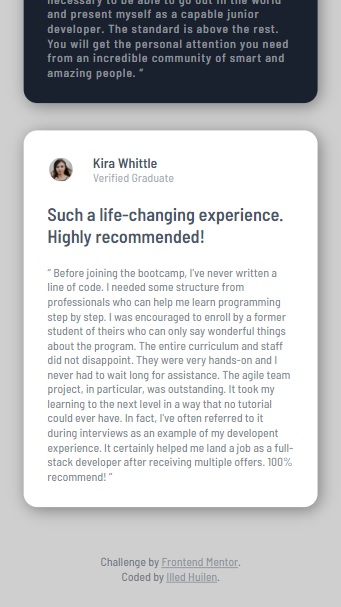 necessary to be able to go out in the world
and present myself as a capable junior
developer. The standard is above the rest.
You will get the personal attention you need
from an incredible community of smart and
amazing people. ”
Kira Whittle
Verified Graduate
Such a life-changing experience.
Highly recommended!
“ Before joining the bootcamp, I've never written a
line of code. I needed some structure from
professionals who can help me learn programming
step by step. I was encouraged to enroll by a former
student of theirs who can only say wonderful things
about the program. The entire curriculum and staff
did not disappoint. They were very hands-on and I
never had to wait long for assistance. The agile team
project, in particular, was outstanding. It took my
learning to the next level in a way that no tutorial
could ever have. In fact, I've often referred to it
during interviews as an example of my developent
experience. It certainly helped me land a job as a full-
stack developer after receiving multiple offers. 100%
recommend! ”
Challenge by Frontend Mentor.
Coded by Illed Huilen.